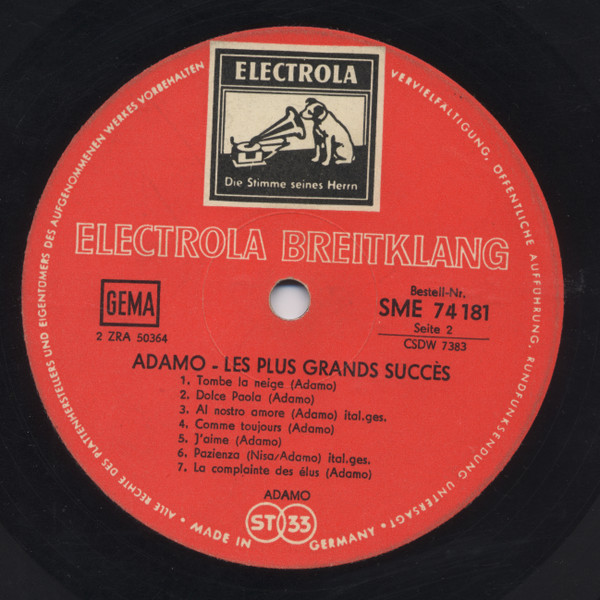 ELECTROLA
Die Stimme seines Herrn
ELECTROLA BREITKLANG
GEMA
2 ZRA 50364
Bestell-Nr.
SME 74181
Seite 2
CSDW 7383
ADAMO - LES PLUS GRANDS SUCCÈS
1. Tombe la neige (Adamo)
2. Dolce Paola (Adamo)
3. Al nostro amore (Adamo) ital.ges.
4. Comme toujours (Adamo)
5. J'aime (Adamo)
6. Pazienza (Nisa/Adamo) ital.ges.
7. La complainte des élus (Adamo)
ADAMO
ST 33
MADE IN GERMANY
• ALLE RECHTE DES PLATTENHERSTELLERS UND EIGENTÜMERS DES AUFGENOMMENEN WERKES VORBEHALTEN
VERVIELFÄLTIGUNG, ÖFFENTLICHE AUFFÜHRUNG, RUNDFUNKSENDUNG UNTERSAGT •